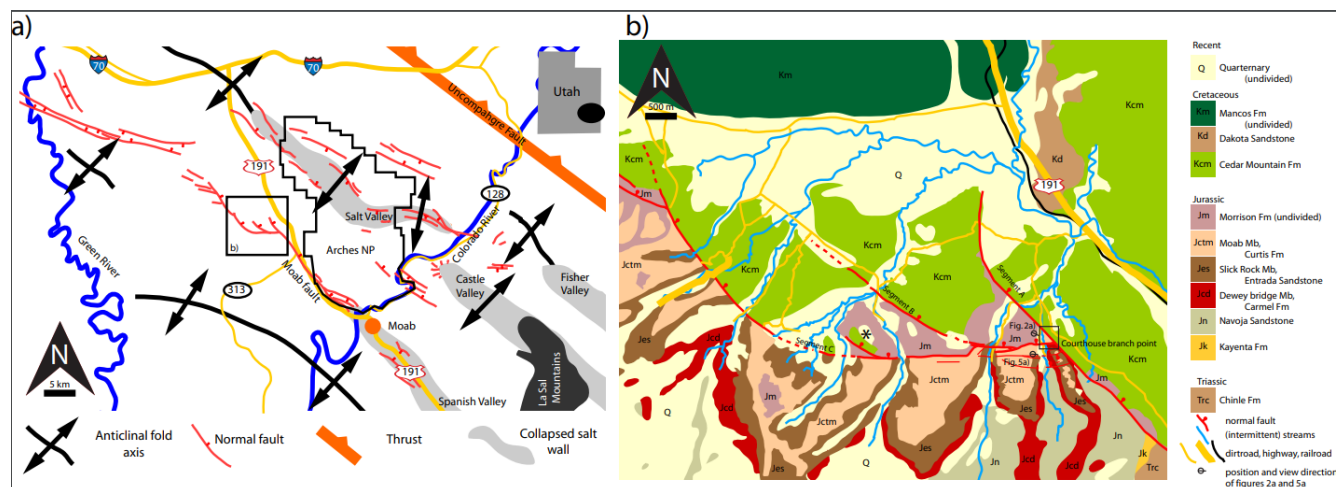 a)
70
70
Uncompahgre Fault
Utah
191
128
Salt Valley
Colorado River
b)
Arches NP
Green River
Moab fault
Castle
Valley
Fisher
Valley
313
Moab
N
5 km
191
La Sal
Mountains
Spanish Valley
Anticlinal fold
axis
Normal fault
Thrust
Collapsed salt
wall
b)
N
500 m
Km
Kcm
Kd
Kcm
Q
191
Jm
Kcm
Jctm
Kcm
Kcm
Segment A
Segment B
Segment C
*
Jm
Fig. 2a)
Jm
Courthouse branch
point
Kcm
Jes
Jcd
Fig. 5a)
Jctm
Jctm
Jm
Jm
Jcd
Jctm
Jes
Jes
Jes
Q
Jes
Q
Jn
Jcd
Jcd
Jn
Jk
Trc
Recent
Q Quarternary
(undivided)
Cretaceous
Km Mancos Fm
(undivided)
Kd Dakota Sandstone
Kcm Cedar Mountain Fm
Jurassic
Jm Morrison Fm (undivided)
Jctm Moab Mb,
Curtis Fm
Jes Slick Rock Mb,
Entrada Sandstone
Jcd Dewey bridge Mb,
Carmel Fm
Jn Navoja Sandstone
Jk Kayenta Fm
Triassic
Trc Chinle Fm
normal fault
(intermittent) streams
dirtroad, highway, railroad
position and view direction
of figures 2a and 5a